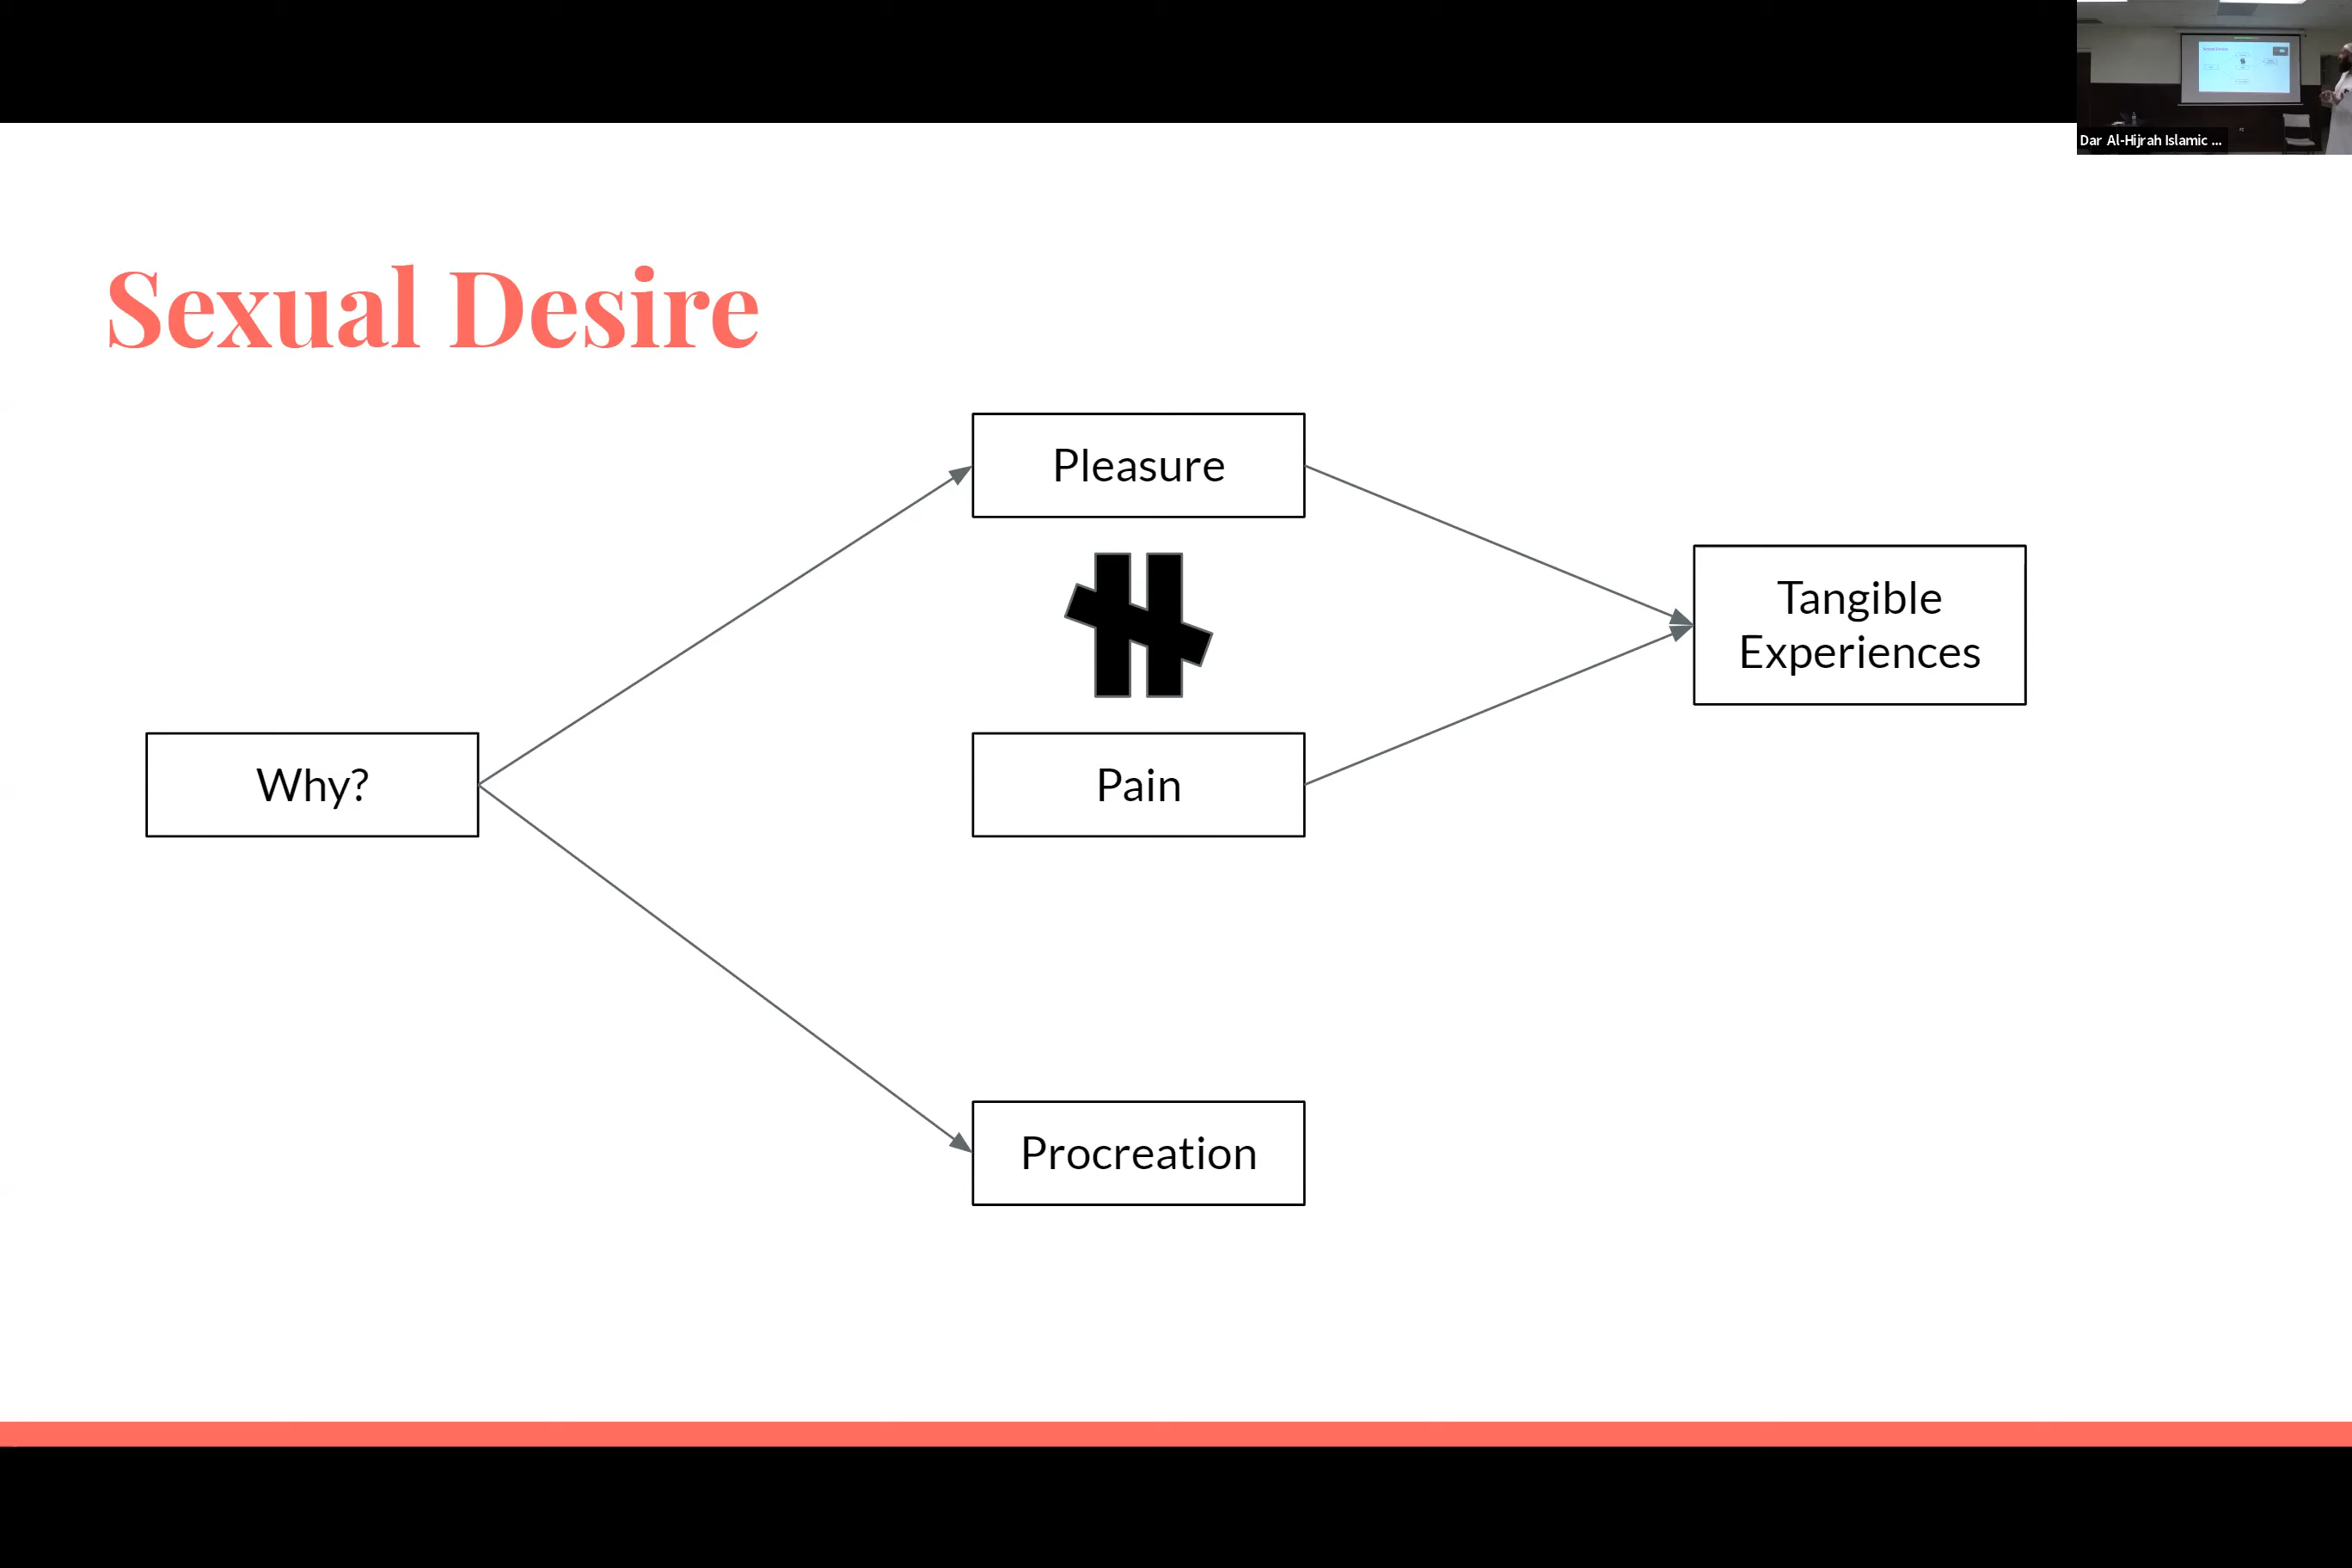 Dar Al-Hijrah Islamic ...
Sexual Desire
Pleasure
Tangible
Experiences
Why?
Pain
Procreation